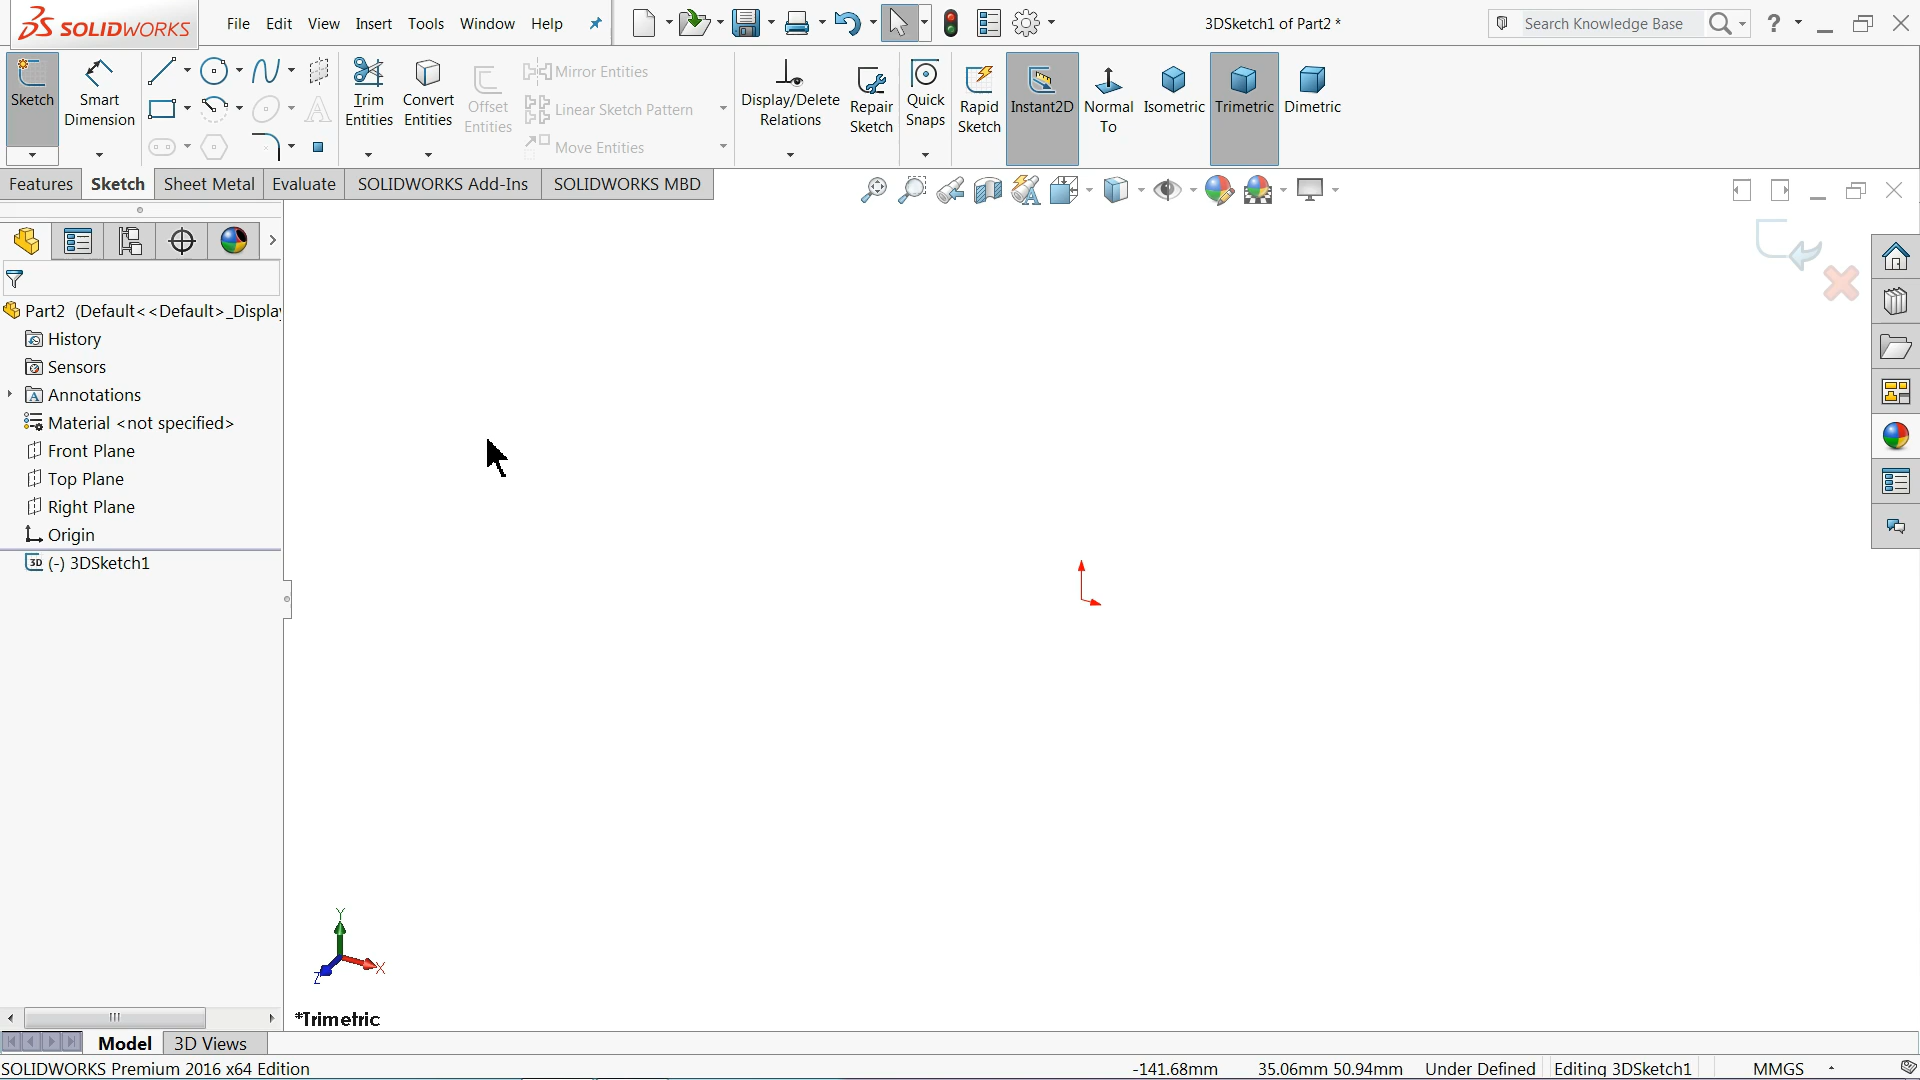 SOLIDWORKS File Edit View Insert Tools Window Help 3DSketch1 of Part2 * Search Knowledge Base ?
Sketch
Smart Dimension
Trim Entities
Convert Entities
Offset Entities
Mirror Entities
Linear Sketch Pattern
Move Entities
Display/Delete Relations
Repair Sketch
Quick Snaps
Rapid Sketch
Instant2D
Normal To
Isometric
Trimetric
Dimetric
Features Sketch Sheet Metal Evaluate SOLIDWORKS Add-Ins SOLIDWORKS MBD
Part2 (Default<<Default>_Display
History
Sensors
A Annotations
Material <not specified>
Front Plane
Top Plane
Right Plane
Origin
3D (-) 3DSketch1
Y
X
Z
*Trimetric
Model 3D Views
SOLIDWORKS Premium 2016 x64 Edition -141.68mm 35.06mm 50.94mm Under Defined Editing 3DSketch1 MMGS